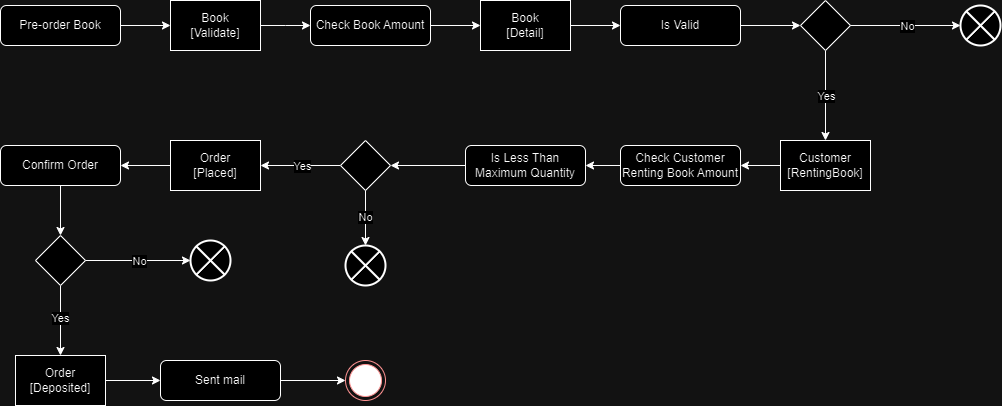 Pre-order Book
Book
[Validate]
Check Book Amount
Book
[Detail]
Is Valid
No
Yes
Customer
[RentingBook]
Check Customer
Renting Book Amount
Is Less Than
Maximum Quantity
Yes
No
Order
[Placed]
Confirm Order
No
Yes
Order
[Deposited]
Sent mail